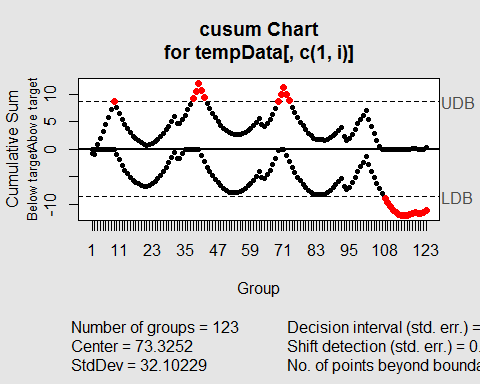 cusum Chart
for tempData[, c(1, i)]
Cumulative Sum
Below target Above target
10
5
0
-10
UDB
LDB
1 11 23 35 47 59 71 83 95 108 123
Group
Number of groups = 123
Center = 73.3252
StdDev = 32.10229
Decision interval (std. err.) =
Shift detection (std. err.) = 0.
No. of points beyond bounda